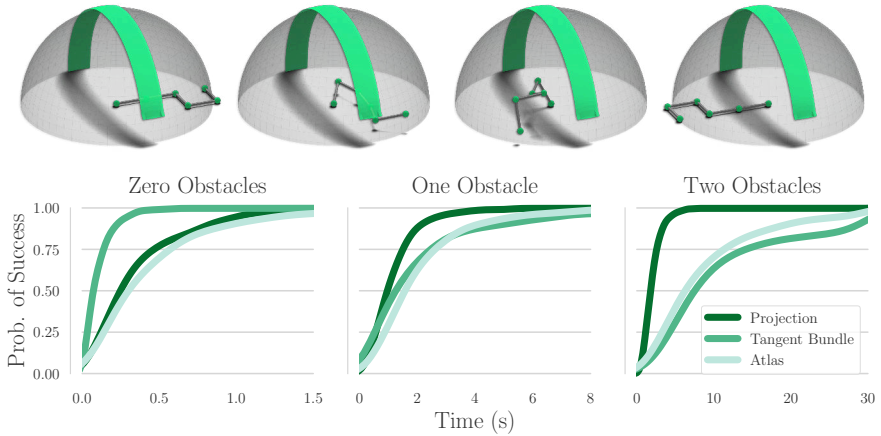 Zero Obstacles
One Obstacle
Two Obstacles
Prob. of Success
1.00
0.75
0.50
0.25
0.00
0.0 0.5 1.0 1.5
0 2 4 6 8
0 10 20 30
Projection
Tangent Bundle
Atlas
Time (s)